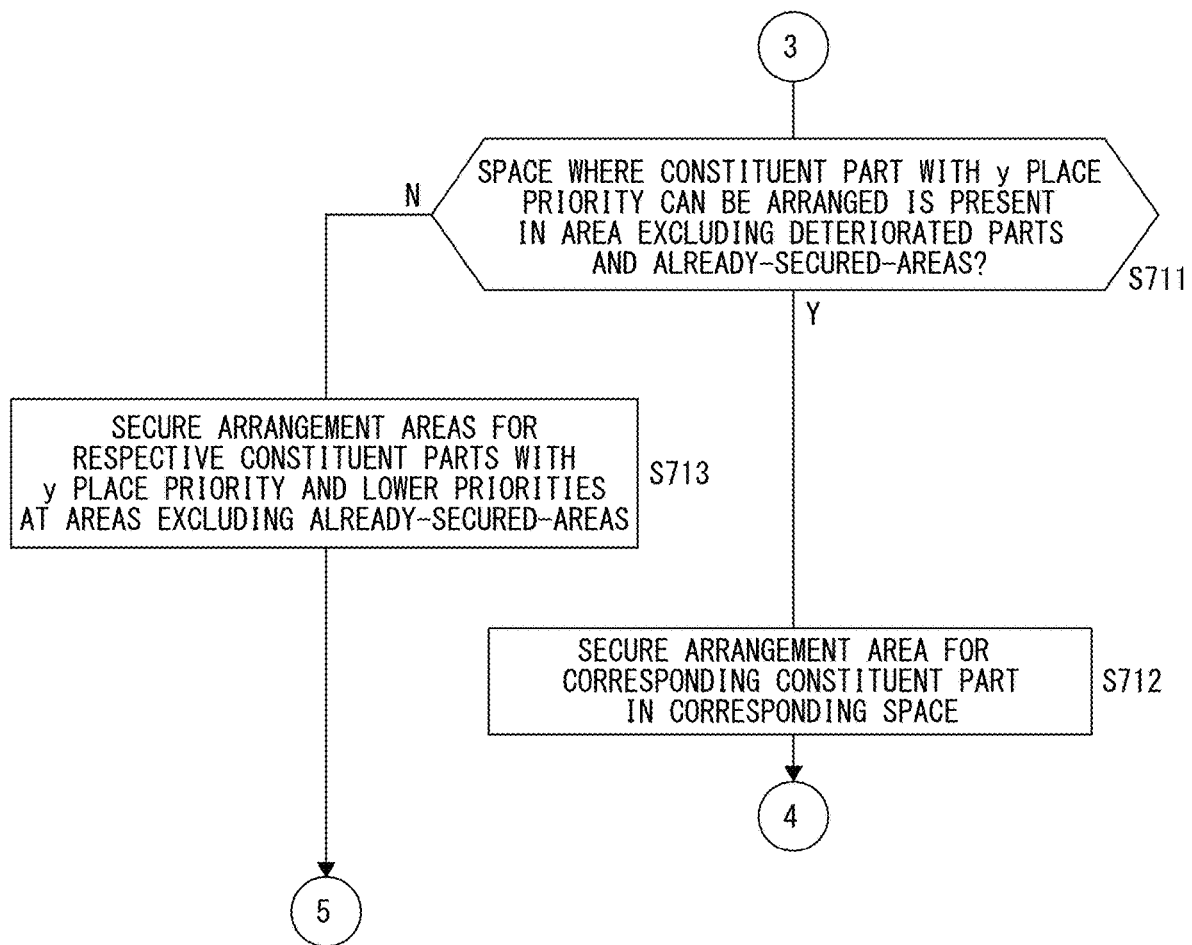 3
SPACE WHERE CONSTITUENT PART WITH y PLACE
PRIORITY CAN BE ARRANGED IS PRESENT
IN AREA EXCLUDING DETERIORATED PARTS
AND ALREADY-SECURED-AREAS?
N
S711
Y
SECURE ARRANGEMENT AREAS FOR
RESPECTIVE CONSTITUENT PARTS WITH
y PLACE PRIORITY AND LOWER PRIORITIES
AT AREAS EXCLUDING ALREADY-SECURED-AREAS
S713
SECURE ARRANGEMENT AREA FOR
CORRESPONDING CONSTITUENT PART
IN CORRESPONDING SPACE
S712
4
5